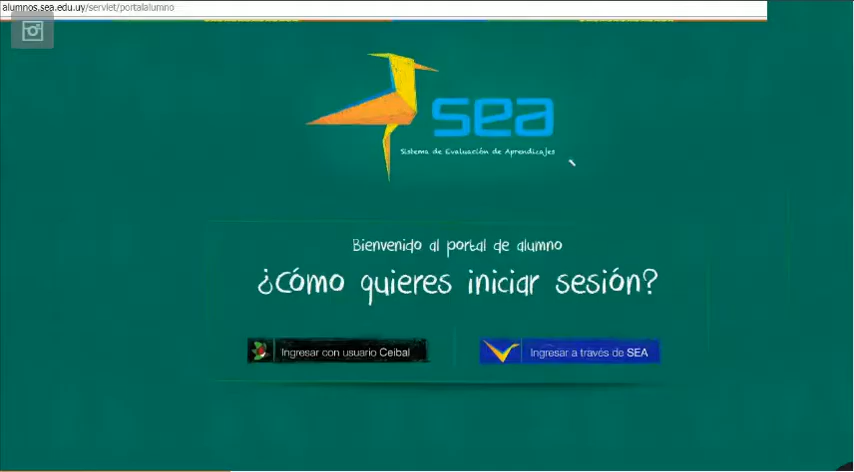 alumnos.sea.edu.uy/servlet/portalalumno
sea
Sistema de Evaluación de Aprendizajes
Bienvenido al portal de alumno
¿Cómo quieres iniciar sesión?
Ingresar con usuario Ceibal
Ingresar a través de SEA